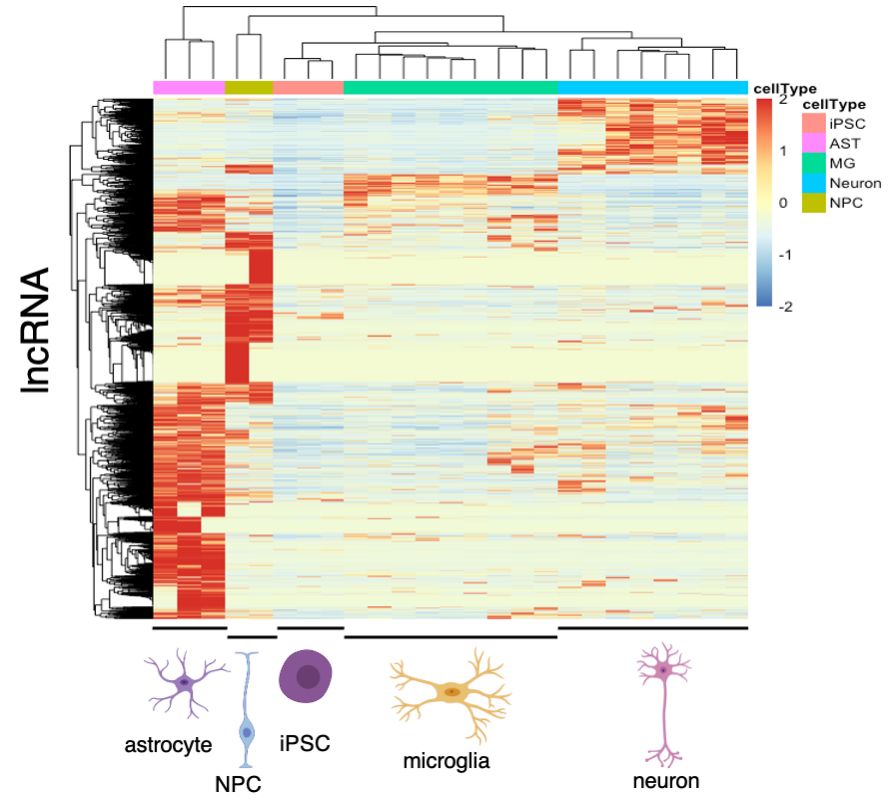 cellType
2
1
0
-1
-2
cellType
iPSC
AST
MG
Neuron
NPC
lncRNA
astrocyte
NPC
iPSC
microglia
neuron